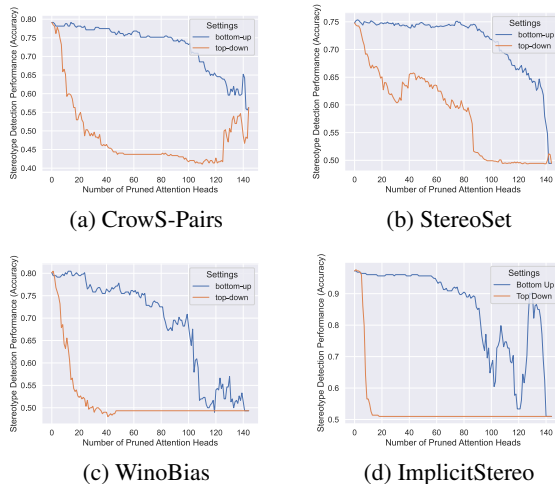 Stereotype Detection Performance (Accuracy)
0.80
0.75
0.70
0.65
0.60
0.55
0.50
0.45
0.40
Settings
bottom-up
top-down
0 20 40 60 80 100 120 140
Number of Pruned Attention Heads
(a) CrowS-Pairs
Stereotype Detection Performance (Accuracy)
0.75
0.70
0.65
0.60
0.55
0.50
Settings
bottom-up
top-down
0 20 40 60 80 100 120 140
Number of Pruned Attention Heads
(b) StereoSet
Stereotype Detection Performance (Accuracy)
0.80
0.75
0.70
0.65
0.60
0.55
0.50
Settings
bottom-up
top-down
0 20 40 60 80 100 120 140
Number of Pruned Attention Heads
(c) WinoBias
Stereotype Detection Performance (Accuracy)
0.9
0.8
0.7
0.6
0.5
Settings
Bottom Up
Top Down
0 20 40 60 80 100 120 140
Number of Pruned Attention Heads
(d) ImplicitStereo